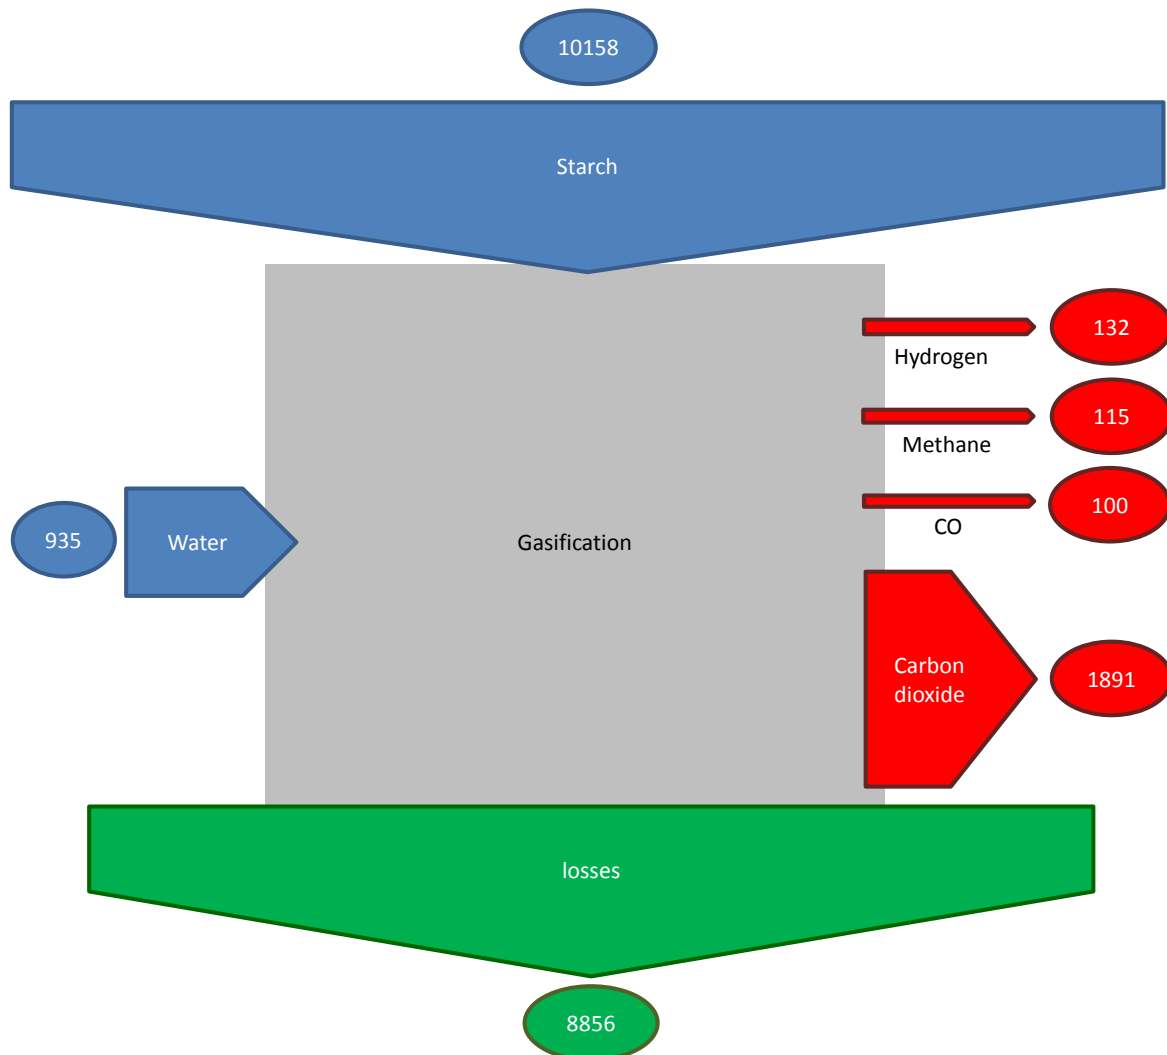 10158
Starch
132
Hydrogen
115
Methane
100
CO
935
Water
Gasification
Carbon
dioxide
1891
losses
8856